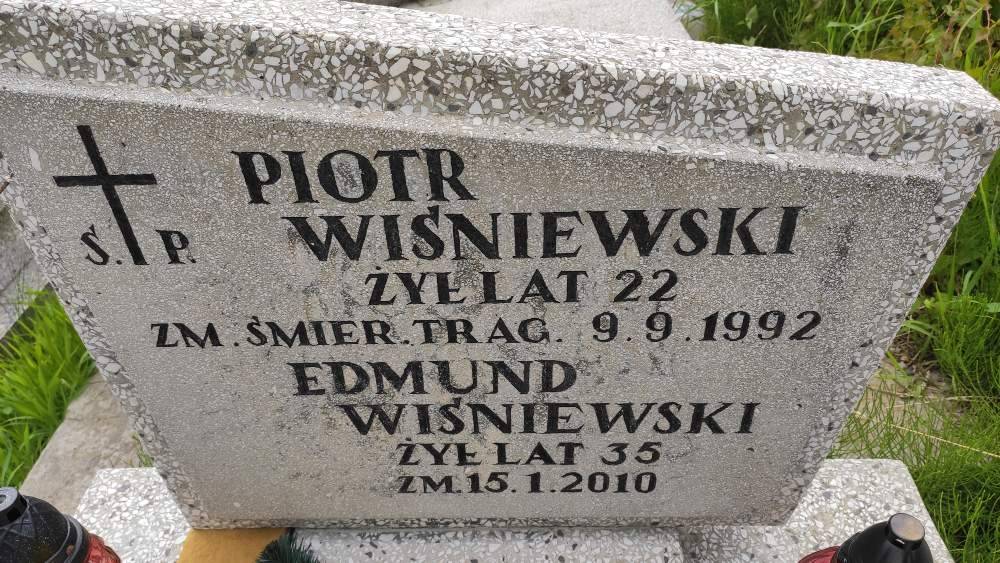 PIOTR
Ś. P. WIŚNIEWSKI
ŻYŁ LAT 22
ZM. ŚMIER. TRAG. 9.9.1992
EDMUND
WIŚNIEWSKI
ŻYŁ LAT 35
ZM.15.1.2010